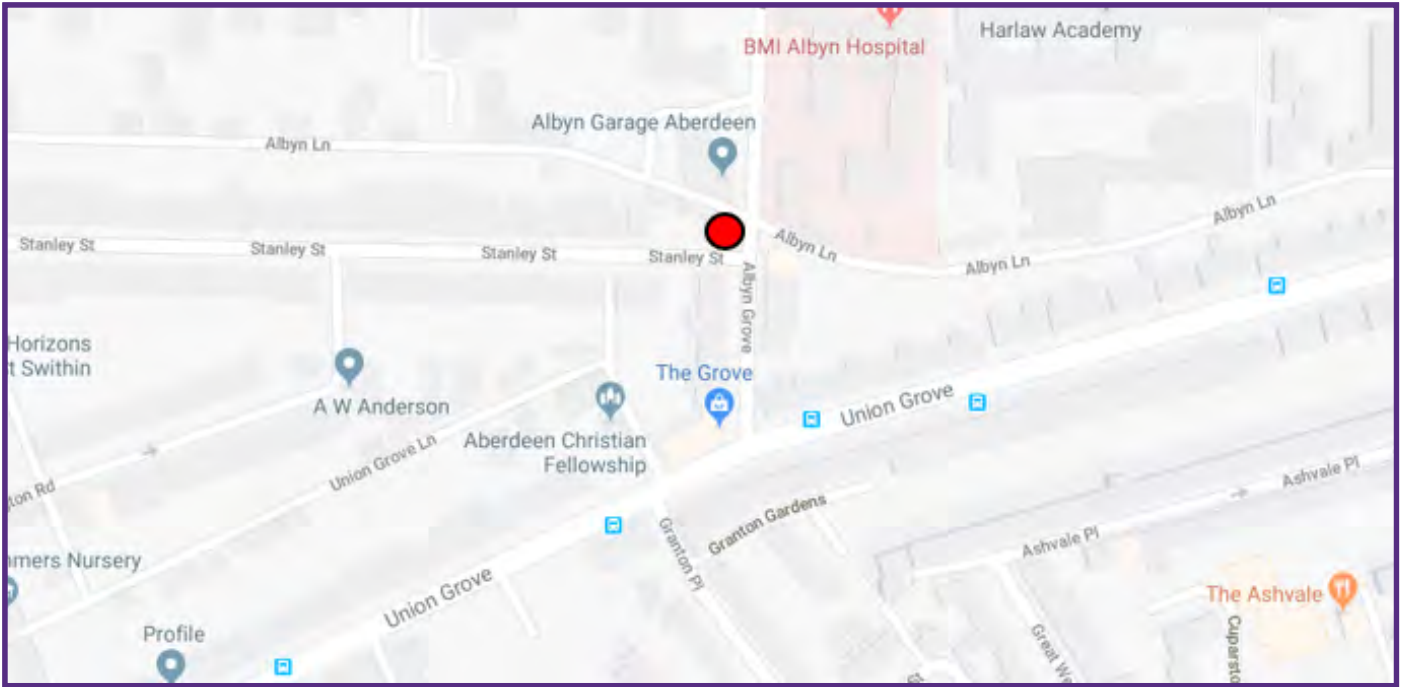 Harlaw Academy
BMI Albyn Hospital
Albyn Garage Aberdeen
Albyn Ln
Albyn Ln
Stanley St
Stanley St
Stanley St
Stanley St
Albyn Ln
Albyn Ln
Albyn Grove
Horizons
t Swithin
The Grove
A W Anderson
Union Grove
Aberdeen Christian
Fellowship
Union Grove Ln
ton Rd
Ashvale Pl
Granton Gardens
Granton Pl
Ashvale Pl
mmers Nursery
Union Grove
The Ashvale
Profile
Great We
Cuparsto
St